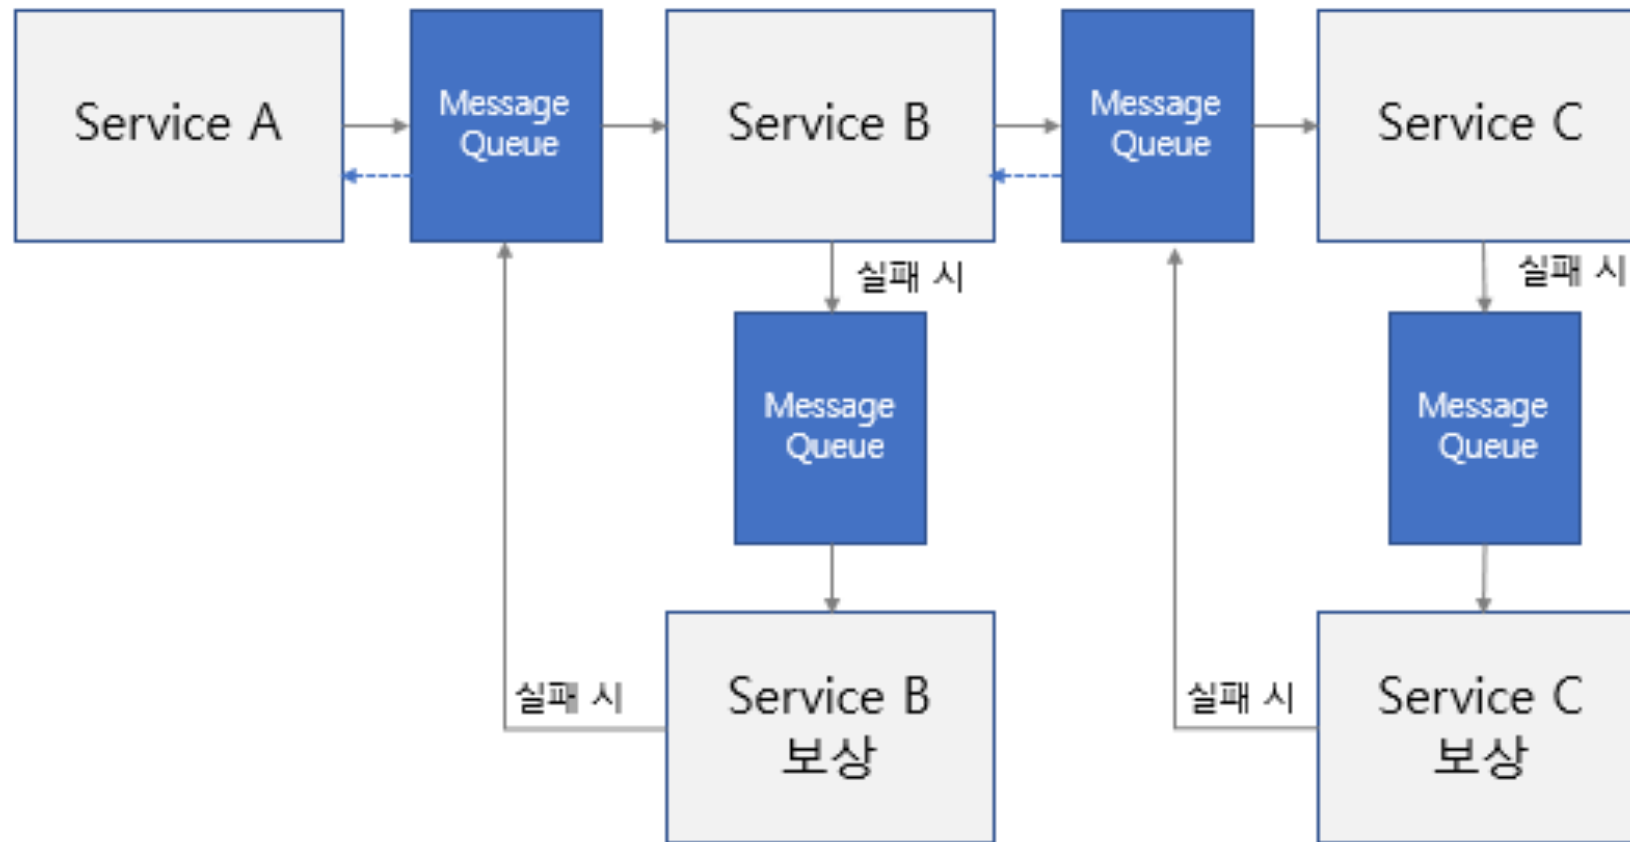 Service A
Message
Queue
Service B
Message
Queue
Service C
실패 시
실패 시
Message
Queue
Message
Queue
실패 시
Service B
보상
실패 시
Service C
보상